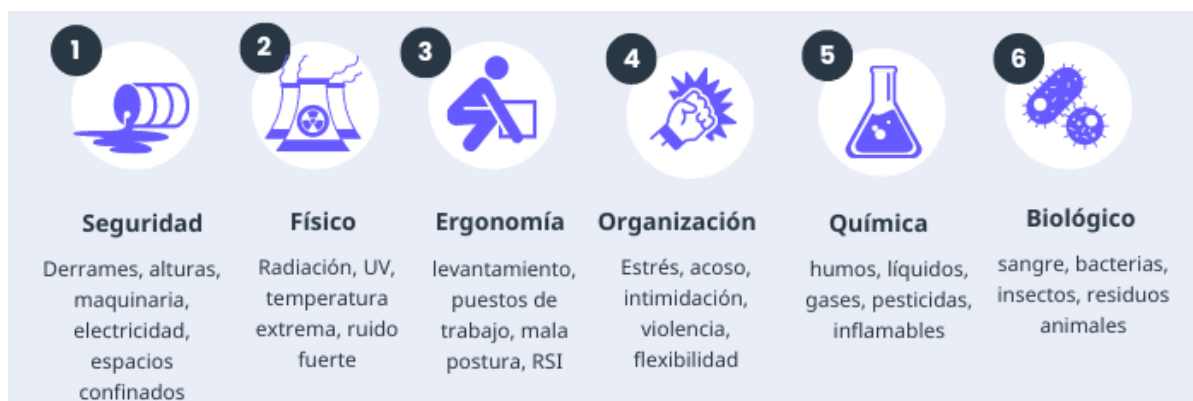 1
Seguridad
Derrames, alturas,
maquinaria,
electricidad,
espacios
confinados
2
Físico
Radiación, UV,
temperatura
extrema, ruido
fuerte
3
Ergonomía
levantamiento,
puestos de
trabajo, mala
postura, RSI
4
Organización
Estrés, acoso,
intimidación,
violencia,
flexibilidad
5
Química
humos, líquidos,
gases, pesticidas,
inflamables
6
Biológico
sangre, bacterias,
insectos, residuos
animales